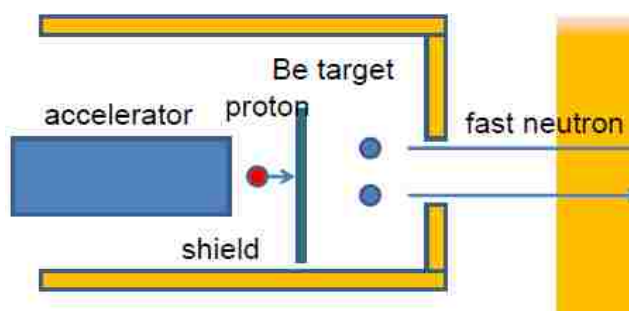 Be target
accelerator
proton
fast neutron
shield